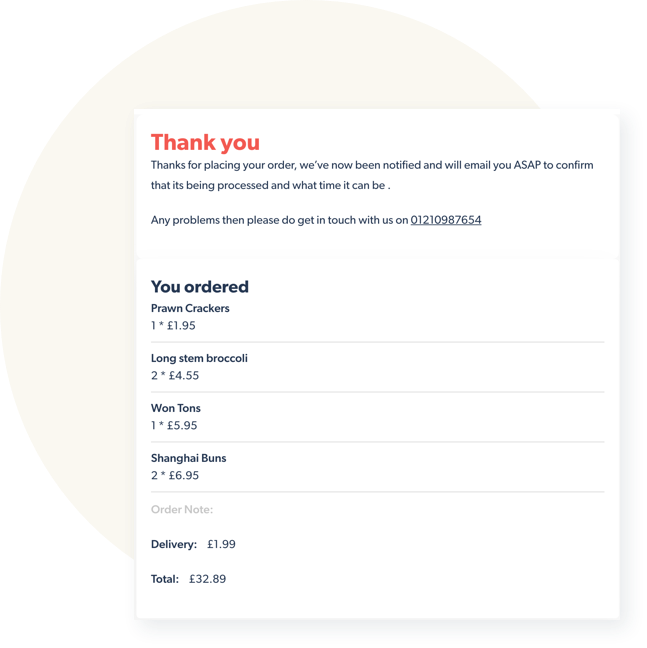 Thank you
Thanks for placing your order, we’ve now been notified and will email you ASAP to confirm
that its being processed and what time it can be .
Any problems then please do get in touch with us on 01210987654
You ordered
Prawn Crackers
1 * £1.95
Long stem broccoli
2 * £4.55
Won Tons
1 * £5.95
Shanghai Buns
2 * £6.95
Order Note:
Delivery: £1.99
Total: £32.89